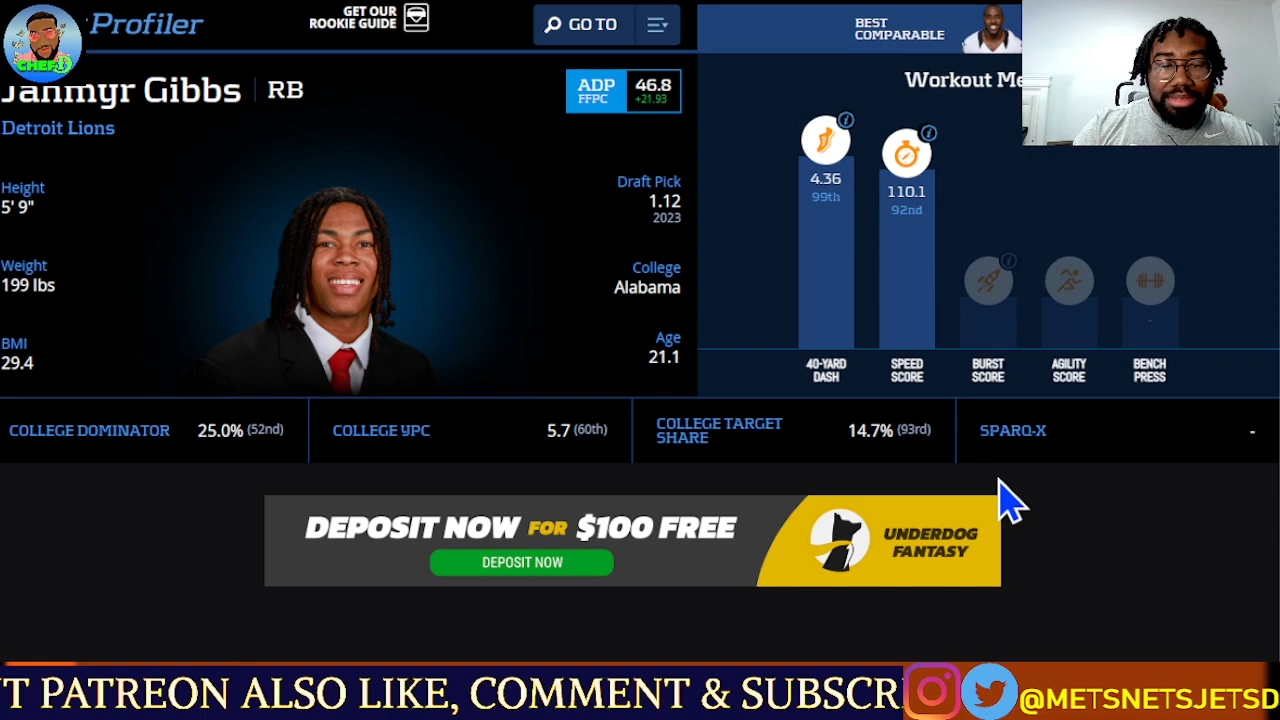 CHEF
Profiler
GET OUR
ROOKIE GUIDE
GO TO
BEST
COMPARABLE
Jahmyr Gibbs
RB
ADP
FFPC
46.8
+21.93
Workout Me
Detroit Lions
Height
5' 9"
Weight
199 lbs
BMI
29.4
Draft Pick
1.12
2023
College
Alabama
Age
21.1
4.36
99th
110.1
92nd
-
40-YARD
DASH
SPEED
SCORE
BURST
SCORE
AGILITY
SCORE
BENCH
PRESS
COLLEGE DOMINATOR 25.0% (52nd)
COLLEGE YPC 5.7 (60th)
COLLEGE TARGET
SHARE
14.7% (93rd)
SPARQ-X -
DEPOSIT NOW FOR $100 FREE
DEPOSIT NOW
UNDERDOG
FANTASY
T PATREON ALSO LIKE, COMMENT & SUBSCR
@METSNETSJETSD